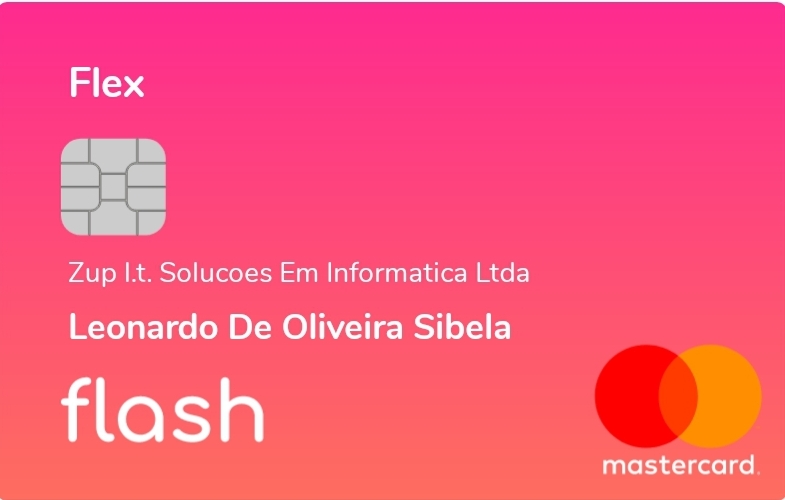 Flex
Zup I.t. Solucoes Em Informatica Ltda
Leonardo De Oliveira Sibela
flash
mastercard.